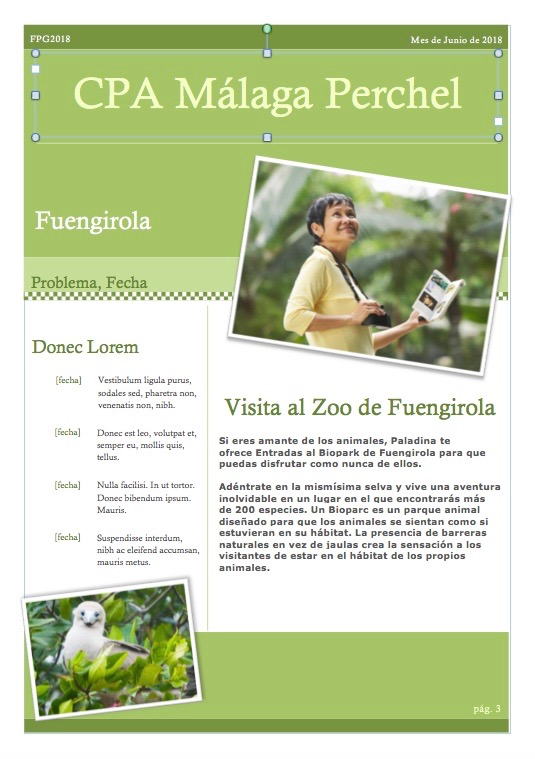 FPG2018
Mes de Junio de 2018
CPA Málaga Perchel
Fuengirola
Problema, Fecha
Donec Lorem
[fecha] Vestibulum ligula purus,
sodales sed, pharetra non,
venenatis non, nibh.
[fecha] Donec est leo, volutpat et,
semper eu, mollis quis,
tellus.
[fecha] Nulla facilisi. In ut tortor.
Donec bibendum ipsum.
Mauris.
[fecha] Suspendisse interdum,
nibh ac eleifend accumsan,
mauris metus.
Visita al Zoo de Fuengirola
Si eres amante de los animales, Paladina te
ofrece Entradas al Biopark de Fuengirola para que
puedas disfrutar como nunca de ellos.
Adéntrate en la mismísima selva y vive una aventura
inolvidable en un lugar en el que encontrarás más
de 200 especies. Un Bioparc es un parque animal
diseñado para que los animales se sientan como si
estuvieran en su hábitat. La presencia de barreras
naturales en vez de jaulas crea la sensación a los
visitantes de estar en el hábitat de los propios
animales.
pág. 3